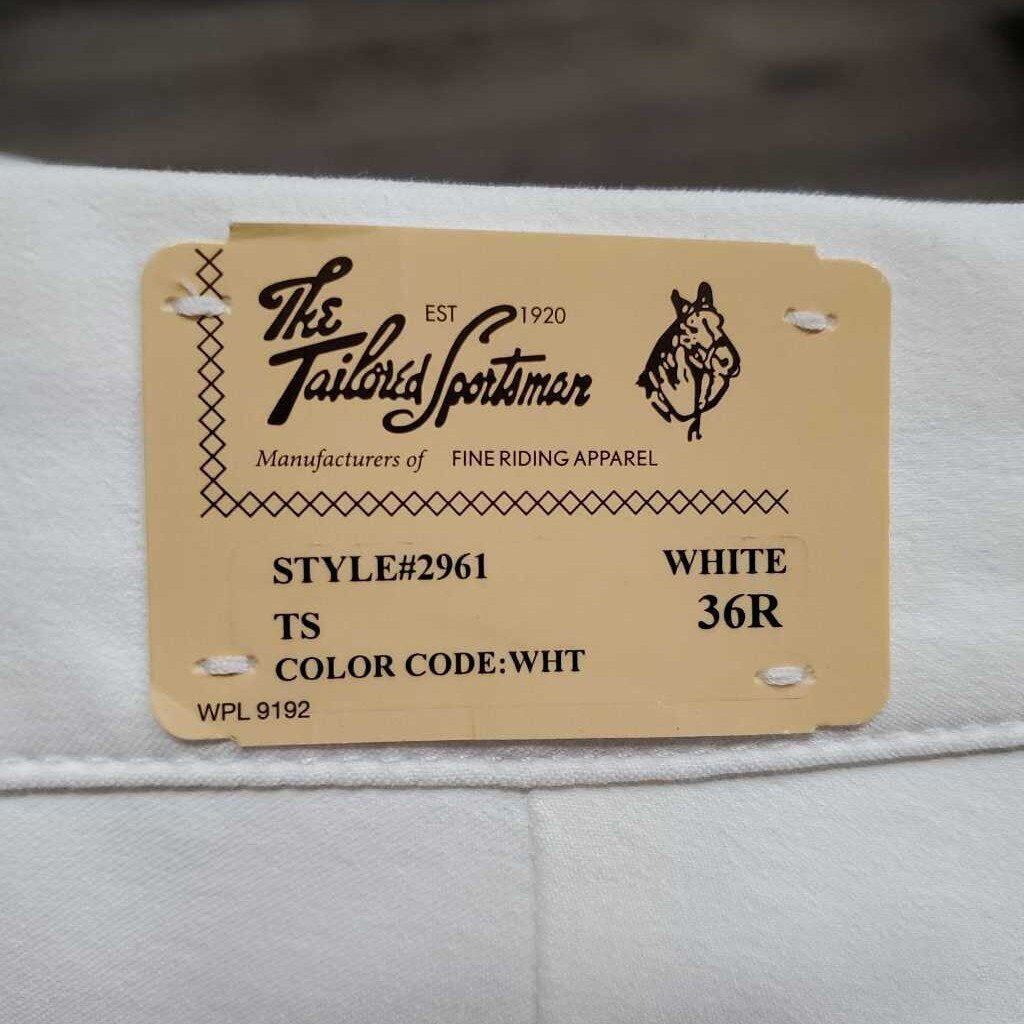 The
EST 1920
Tailored Sportsman
Manufacturers of FINE RIDING APPAREL
STYLE#2961 WHITE
TS 36R
COLOR CODE:WHT
WPL 9192